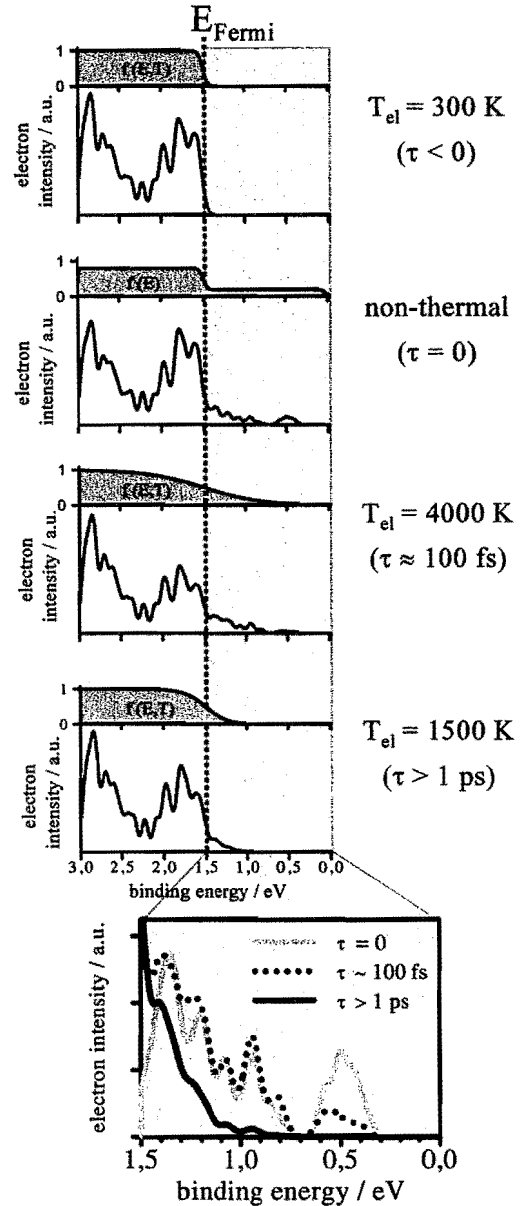 E_Fermi
1
f(E,T)
0
electron
intensity / a.u.
T_el = 300 K
(τ < 0)
1
f(E)
0
electron
intensity / a.u.
non-thermal
(τ = 0)
1
f(E,T)
0
electron
intensity / a.u.
T_el = 4000 K
(τ ≈ 100 fs)
1
f(E,T)
0
electron
intensity / a.u.
T_el = 1500 K
(τ > 1 ps)
3,0 2,5 2,0 1,5 1,0 0,5 0,0
binding energy / eV
electron intensity / a.u.
τ = 0
τ ~ 100 fs
τ > 1 ps
1,5 1,0 0,5 0,0
binding energy / eV